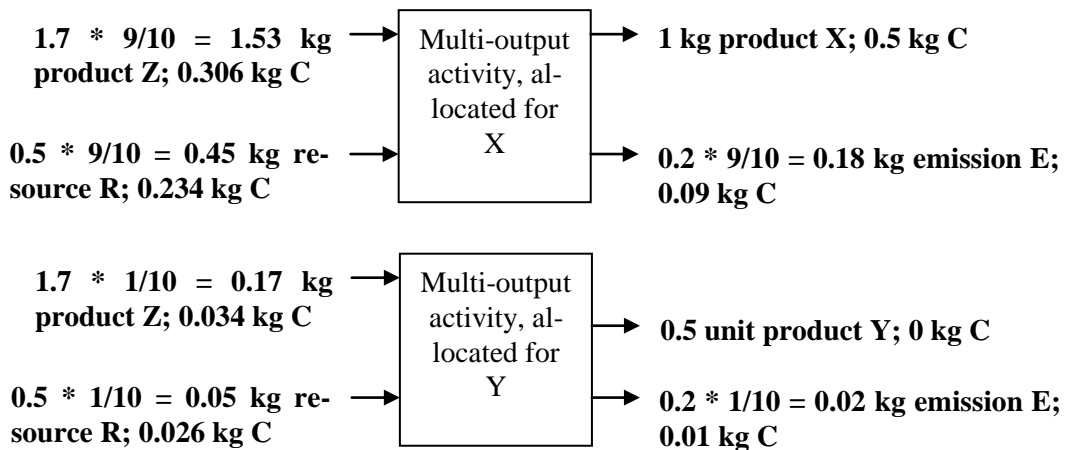 1.7 * 9/10 = 1.53 kg
product Z; 0.306 kg C
0.5 * 9/10 = 0.45 kg re-
source R; 0.234 kg C
Multi-output
activity, al-
located for
X
1 kg product X; 0.5 kg C
0.2 * 9/10 = 0.18 kg emission E;
0.09 kg C
1.7 * 1/10 = 0.17 kg
product Z; 0.034 kg C
0.5 * 1/10 = 0.05 kg re-
source R; 0.026 kg C
Multi-output
activity, al-
located for
Y
0.5 unit product Y; 0 kg C
0.2 * 1/10 = 0.02 kg emission E;
0.01 kg C